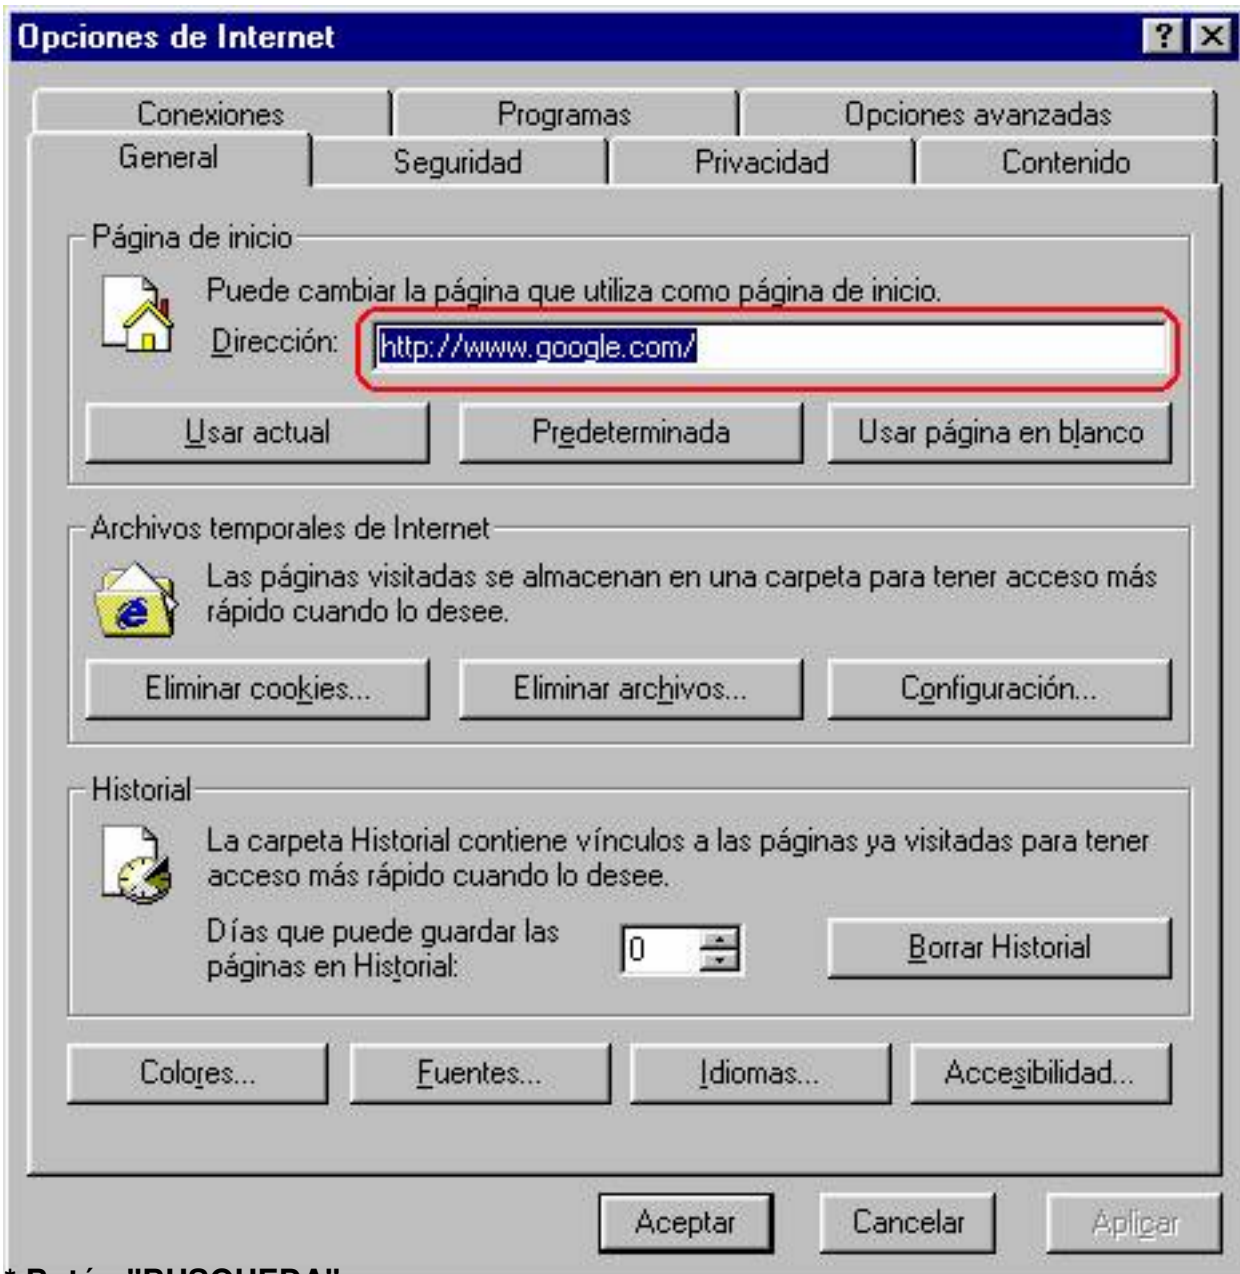 Opciones de Internet
Conexiones Programas Opciones avanzadas
General Seguridad Privacidad Contenido
Página de inicio
Puede cambiar la página que utiliza como página de inicio.
Dirección: http://www.google.com/
Usar actual Predeterminada Usar página en blanco
Archivos temporales de Internet
Las páginas visitadas se almacenan en una carpeta para tener acceso más
rápido cuando lo desee.
Eliminar cookies... Eliminar archivos... Configuración...
Historial
La carpeta Historial contiene vínculos a las páginas ya visitadas para tener
acceso más rápido cuando lo desee.
Días que puede guardar las
páginas en Historial: 0 Borrar Historial
Colores... Fuentes... Idiomas... Accesibilidad...
Aceptar Cancelar Aplicar
* Botón "BUSQUEDA"